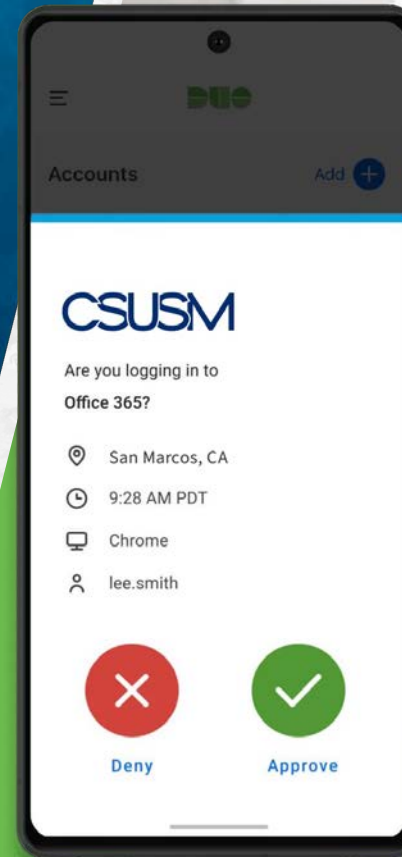 DUO
Accounts
Add
CSUSM
Are you logging in to
Office 365?
San Marcos, CA
9:28 AM PDT
Chrome
lee.smith
Deny
Approve